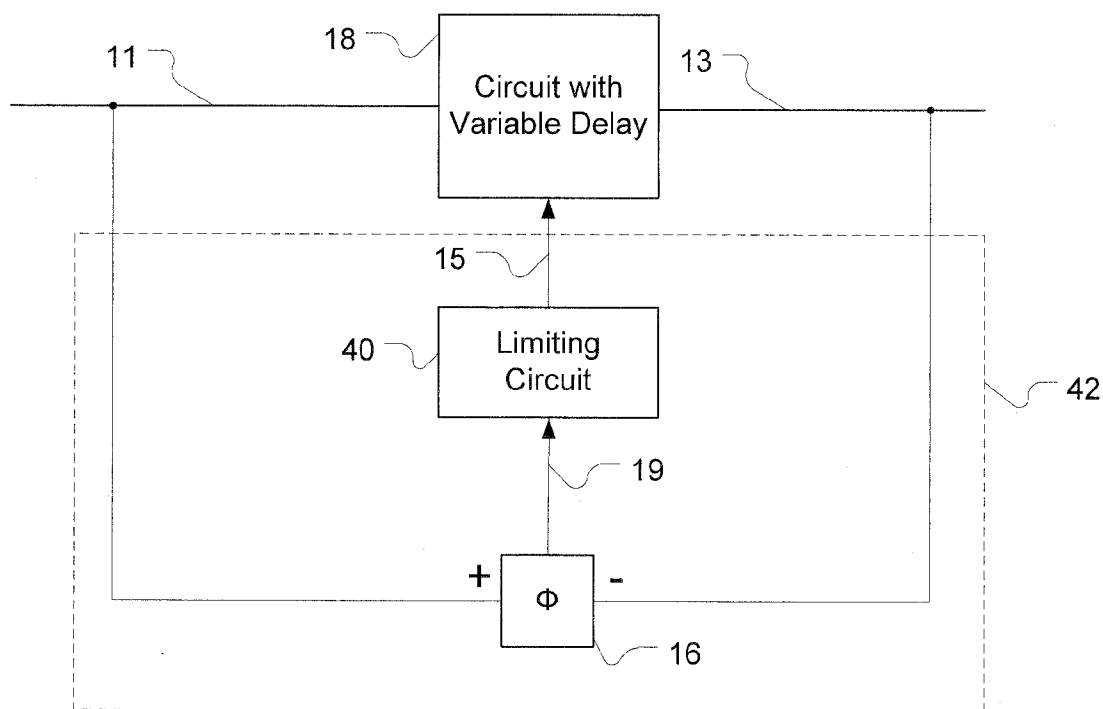 18
11
13
Circuit with
Variable Delay
15
40
Limiting
Circuit
42
19
+
-
Φ
16